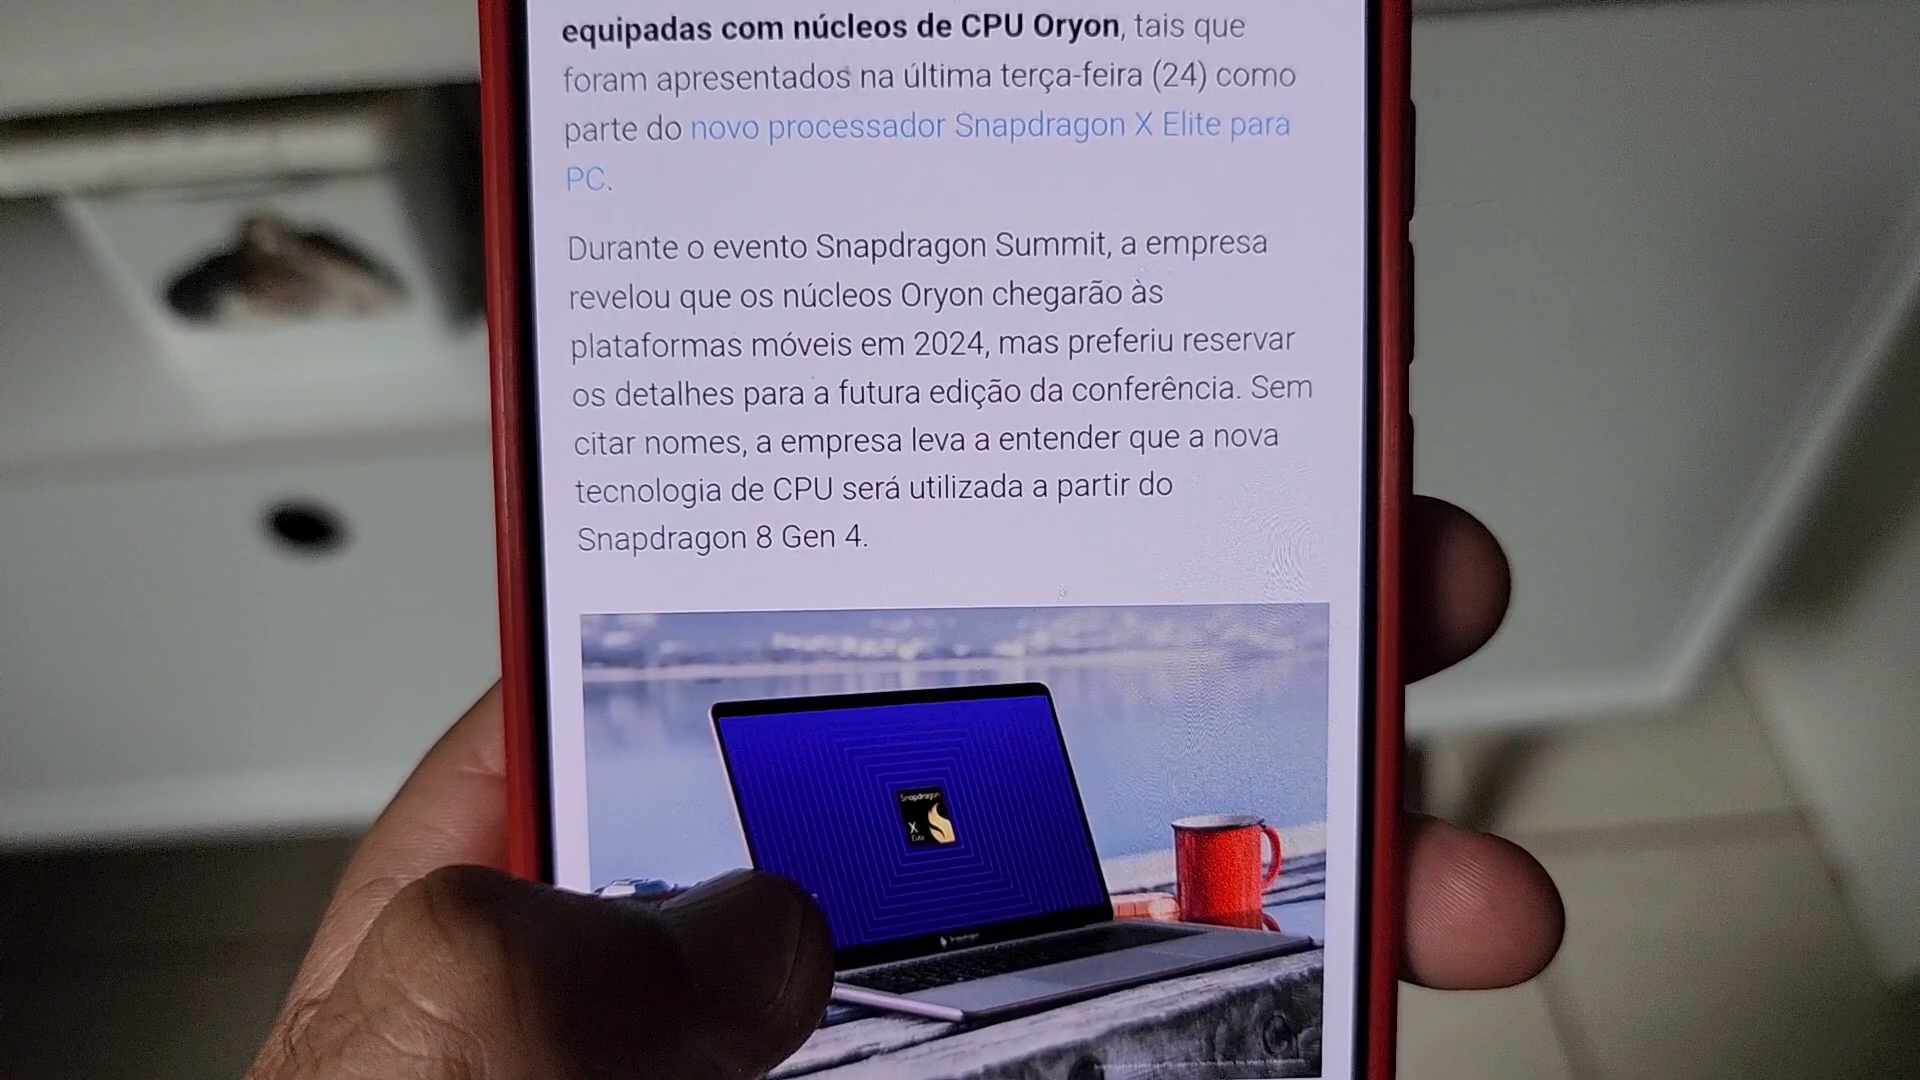 equipadas com núcleos de CPU Oryon, tais que
foram apresentados na última terça-feira (24) como
parte do novo processador Snapdragon X Elite para
PC.
Durante o evento Snapdragon Summit, a empresa
revelou que os núcleos Oryon chegarão às
plataformas móveis em 2024, mas preferiu reservar
os detalhes para a futura edição da conferência. Sem
citar nomes, a empresa leva a entender que a nova
tecnologia de CPU será utilizada a partir do
Snapdragon 8 Gen 4.
Snapdragon
X
Elite
Snapdragon